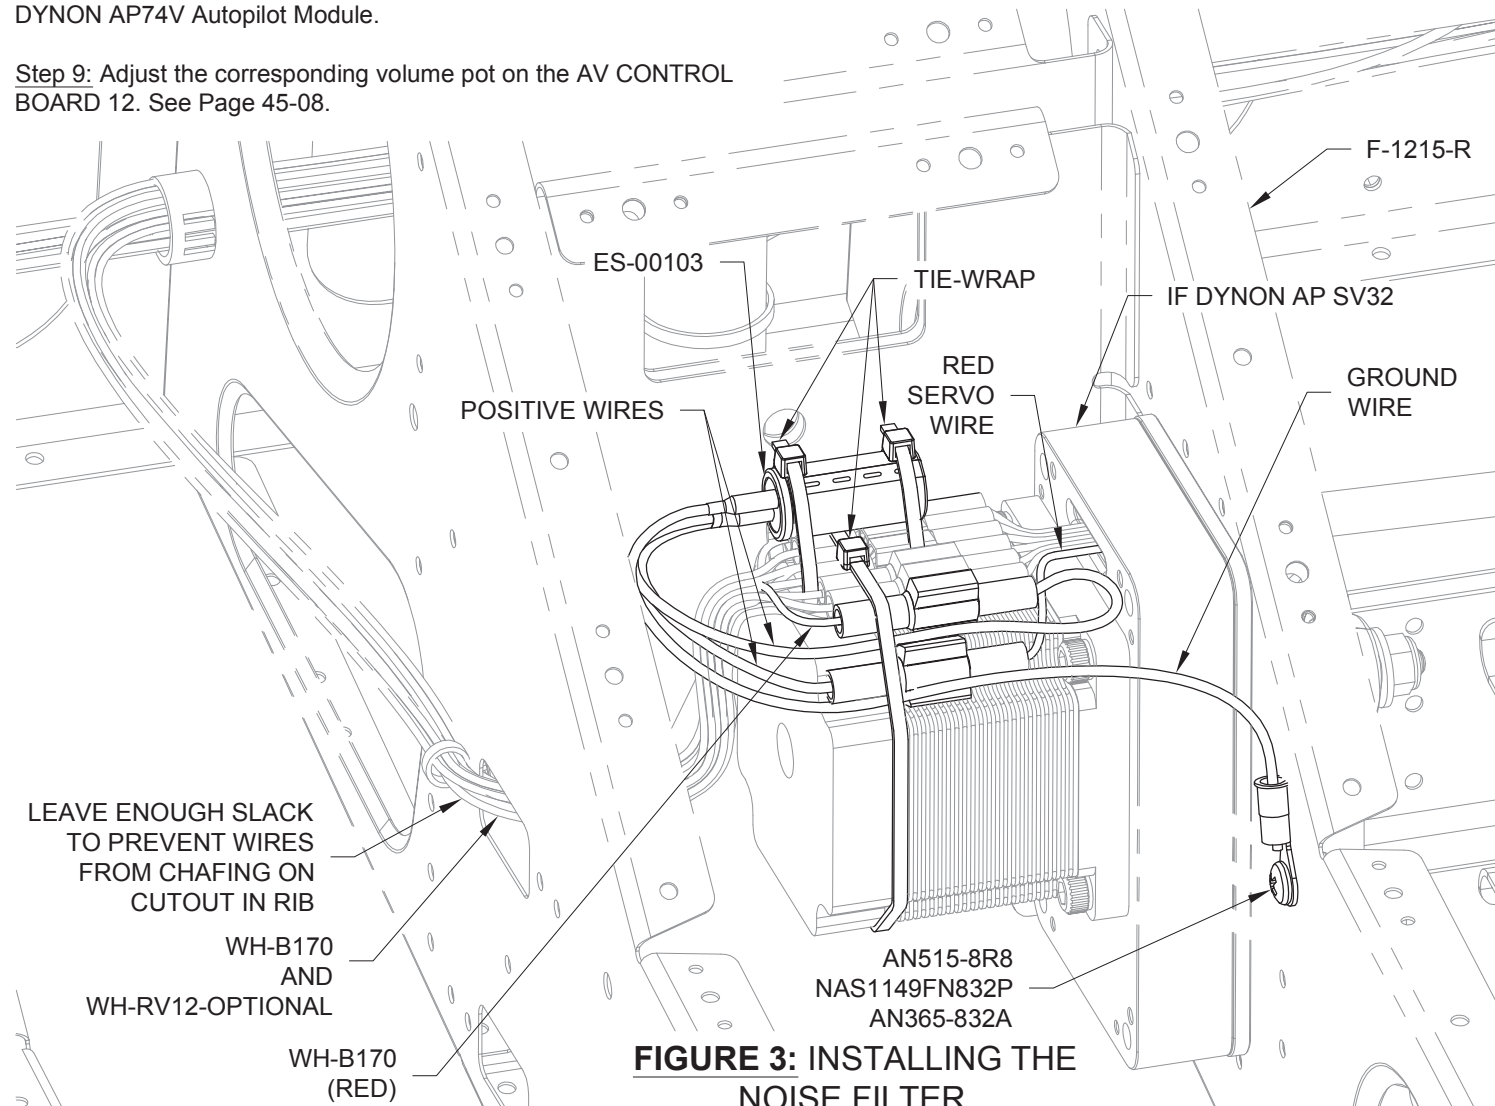 DYNON AP74V Autopilot Module.
Step 9: Adjust the corresponding volume pot on the AV CONTROL
BOARD 12. See Page 45-08.
F-1215-R
ES-00103
TIE-WRAP
IF DYNON AP SV32
RED
SERVO
WIRE
GROUND
WIRE
POSITIVE WIRES
LEAVE ENOUGH SLACK
TO PREVENT WIRES
FROM CHAFING ON
CUTOUT IN RIB
WH-B170
AND
WH-RV12-OPTIONAL
WH-B170
(RED)
AN515-8R8
NAS1149FN832P
AN365-832A
FIGURE 3: INSTALLING THE
NOISE FILTER